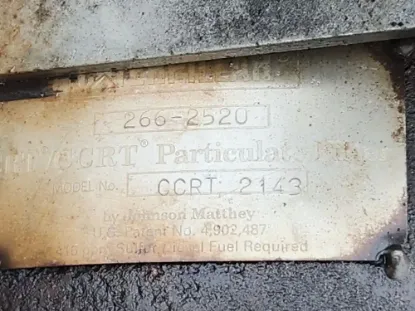 266-2520
CCRT® Particulate
MODEL No. CCRT 2143
by Johnson Matthey
U.S. Patent No. 4,902,487
Sulfur Diesel Fuel Required